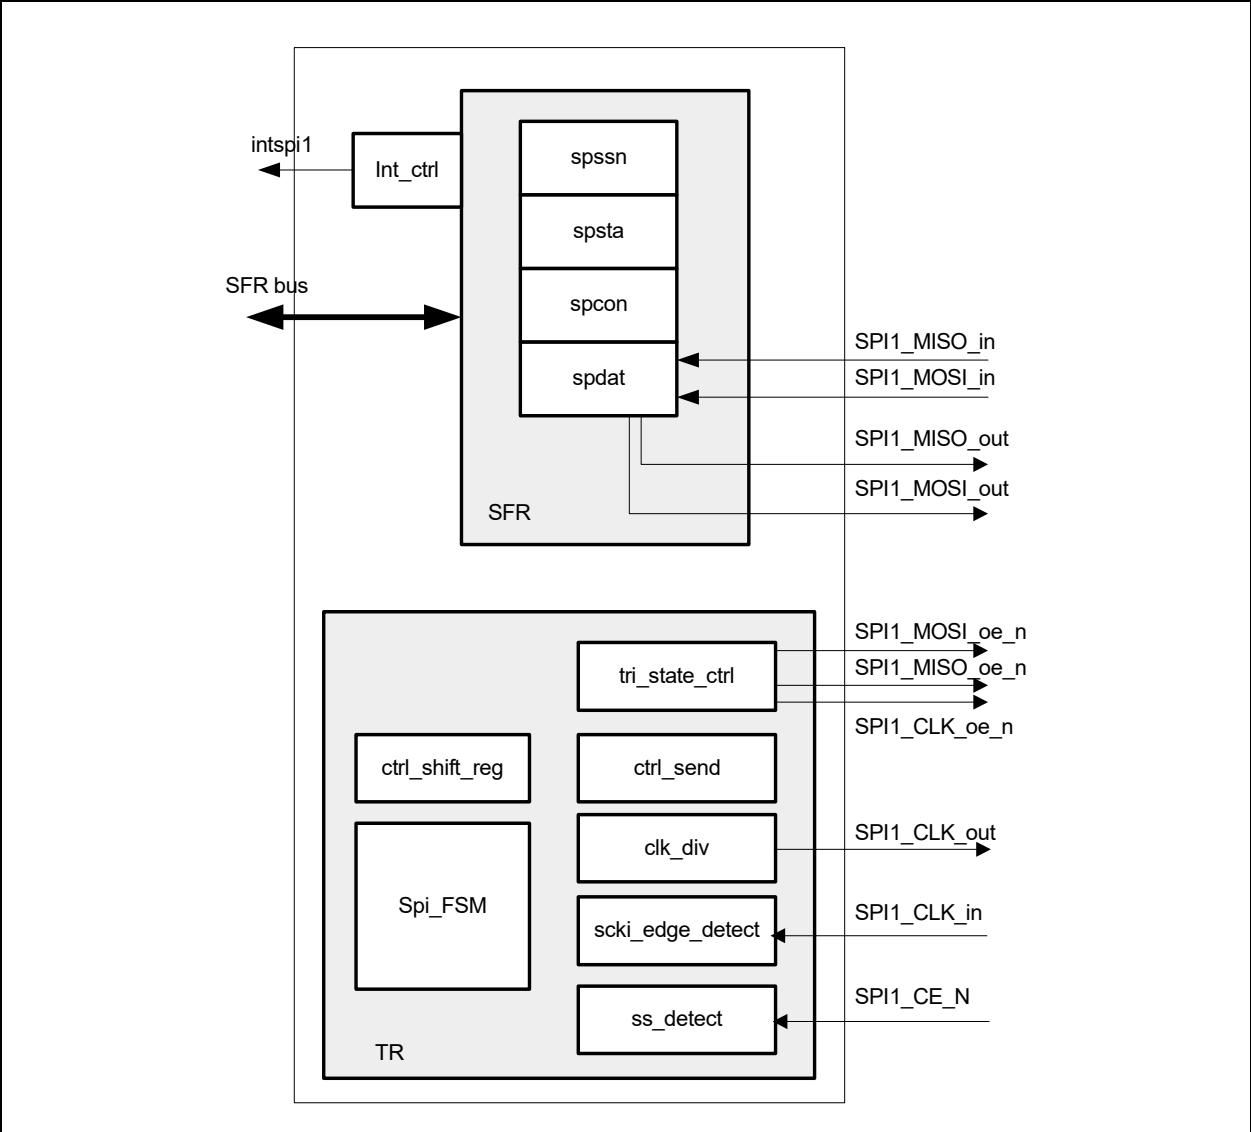 intspi1
Int_ctrl
spssn
spsta
SFR bus
spcon
spdat
SPI1_MISO_in
SPI1_MOSI_in
SPI1_MISO_out
SPI1_MOSI_out
SFR
SPI1_MOSI_oe_n
tri_state_ctrl
SPI1_MISO_oe_n
SPI1_CLK_oe_n
ctrl_shift_reg
ctrl_send
clk_div
SPI1_CLK_out
Spi_FSM
scki_edge_detect
SPI1_CLK_in
ss_detect
SPI1_CE_N
TR